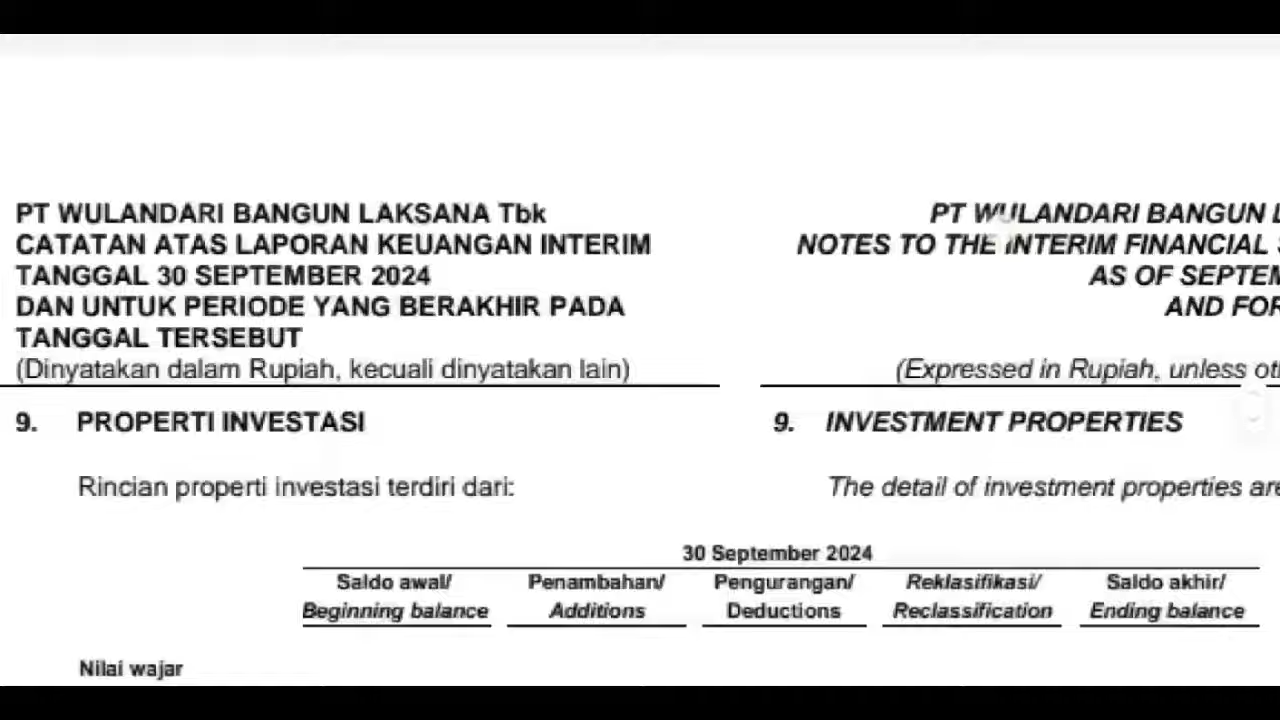 PT WULANDARI BANGUN LAKSANA Tbk
CATATAN ATAS LAPORAN KEUANGAN INTERIM
TANGGAL 30 SEPTEMBER 2024
DAN UNTUK PERIODE YANG BERAKHIR PADA
TANGGAL TERSEBUT
(Dinyatakan dalam Rupiah, kecuali dinyatakan lain)
PT WULANDARI BANGUN
NOTES TO THE INTERIM FINANCIAL
AS OF
AND FOR
(Expressed in Rupiah, unless
9. PROPERTI INVESTASI
Rincian properti investasi terdiri dari:
9. INVESTMENT PROPERTIES
The detail of investment properties
30 September 2024
Saldo awal/ Penambahan/ Pengurangan/ Reklasifikasi/ Saldo akhir/
Beginning balance Additions Deductions Reclassification Ending balance
Nilai wajar